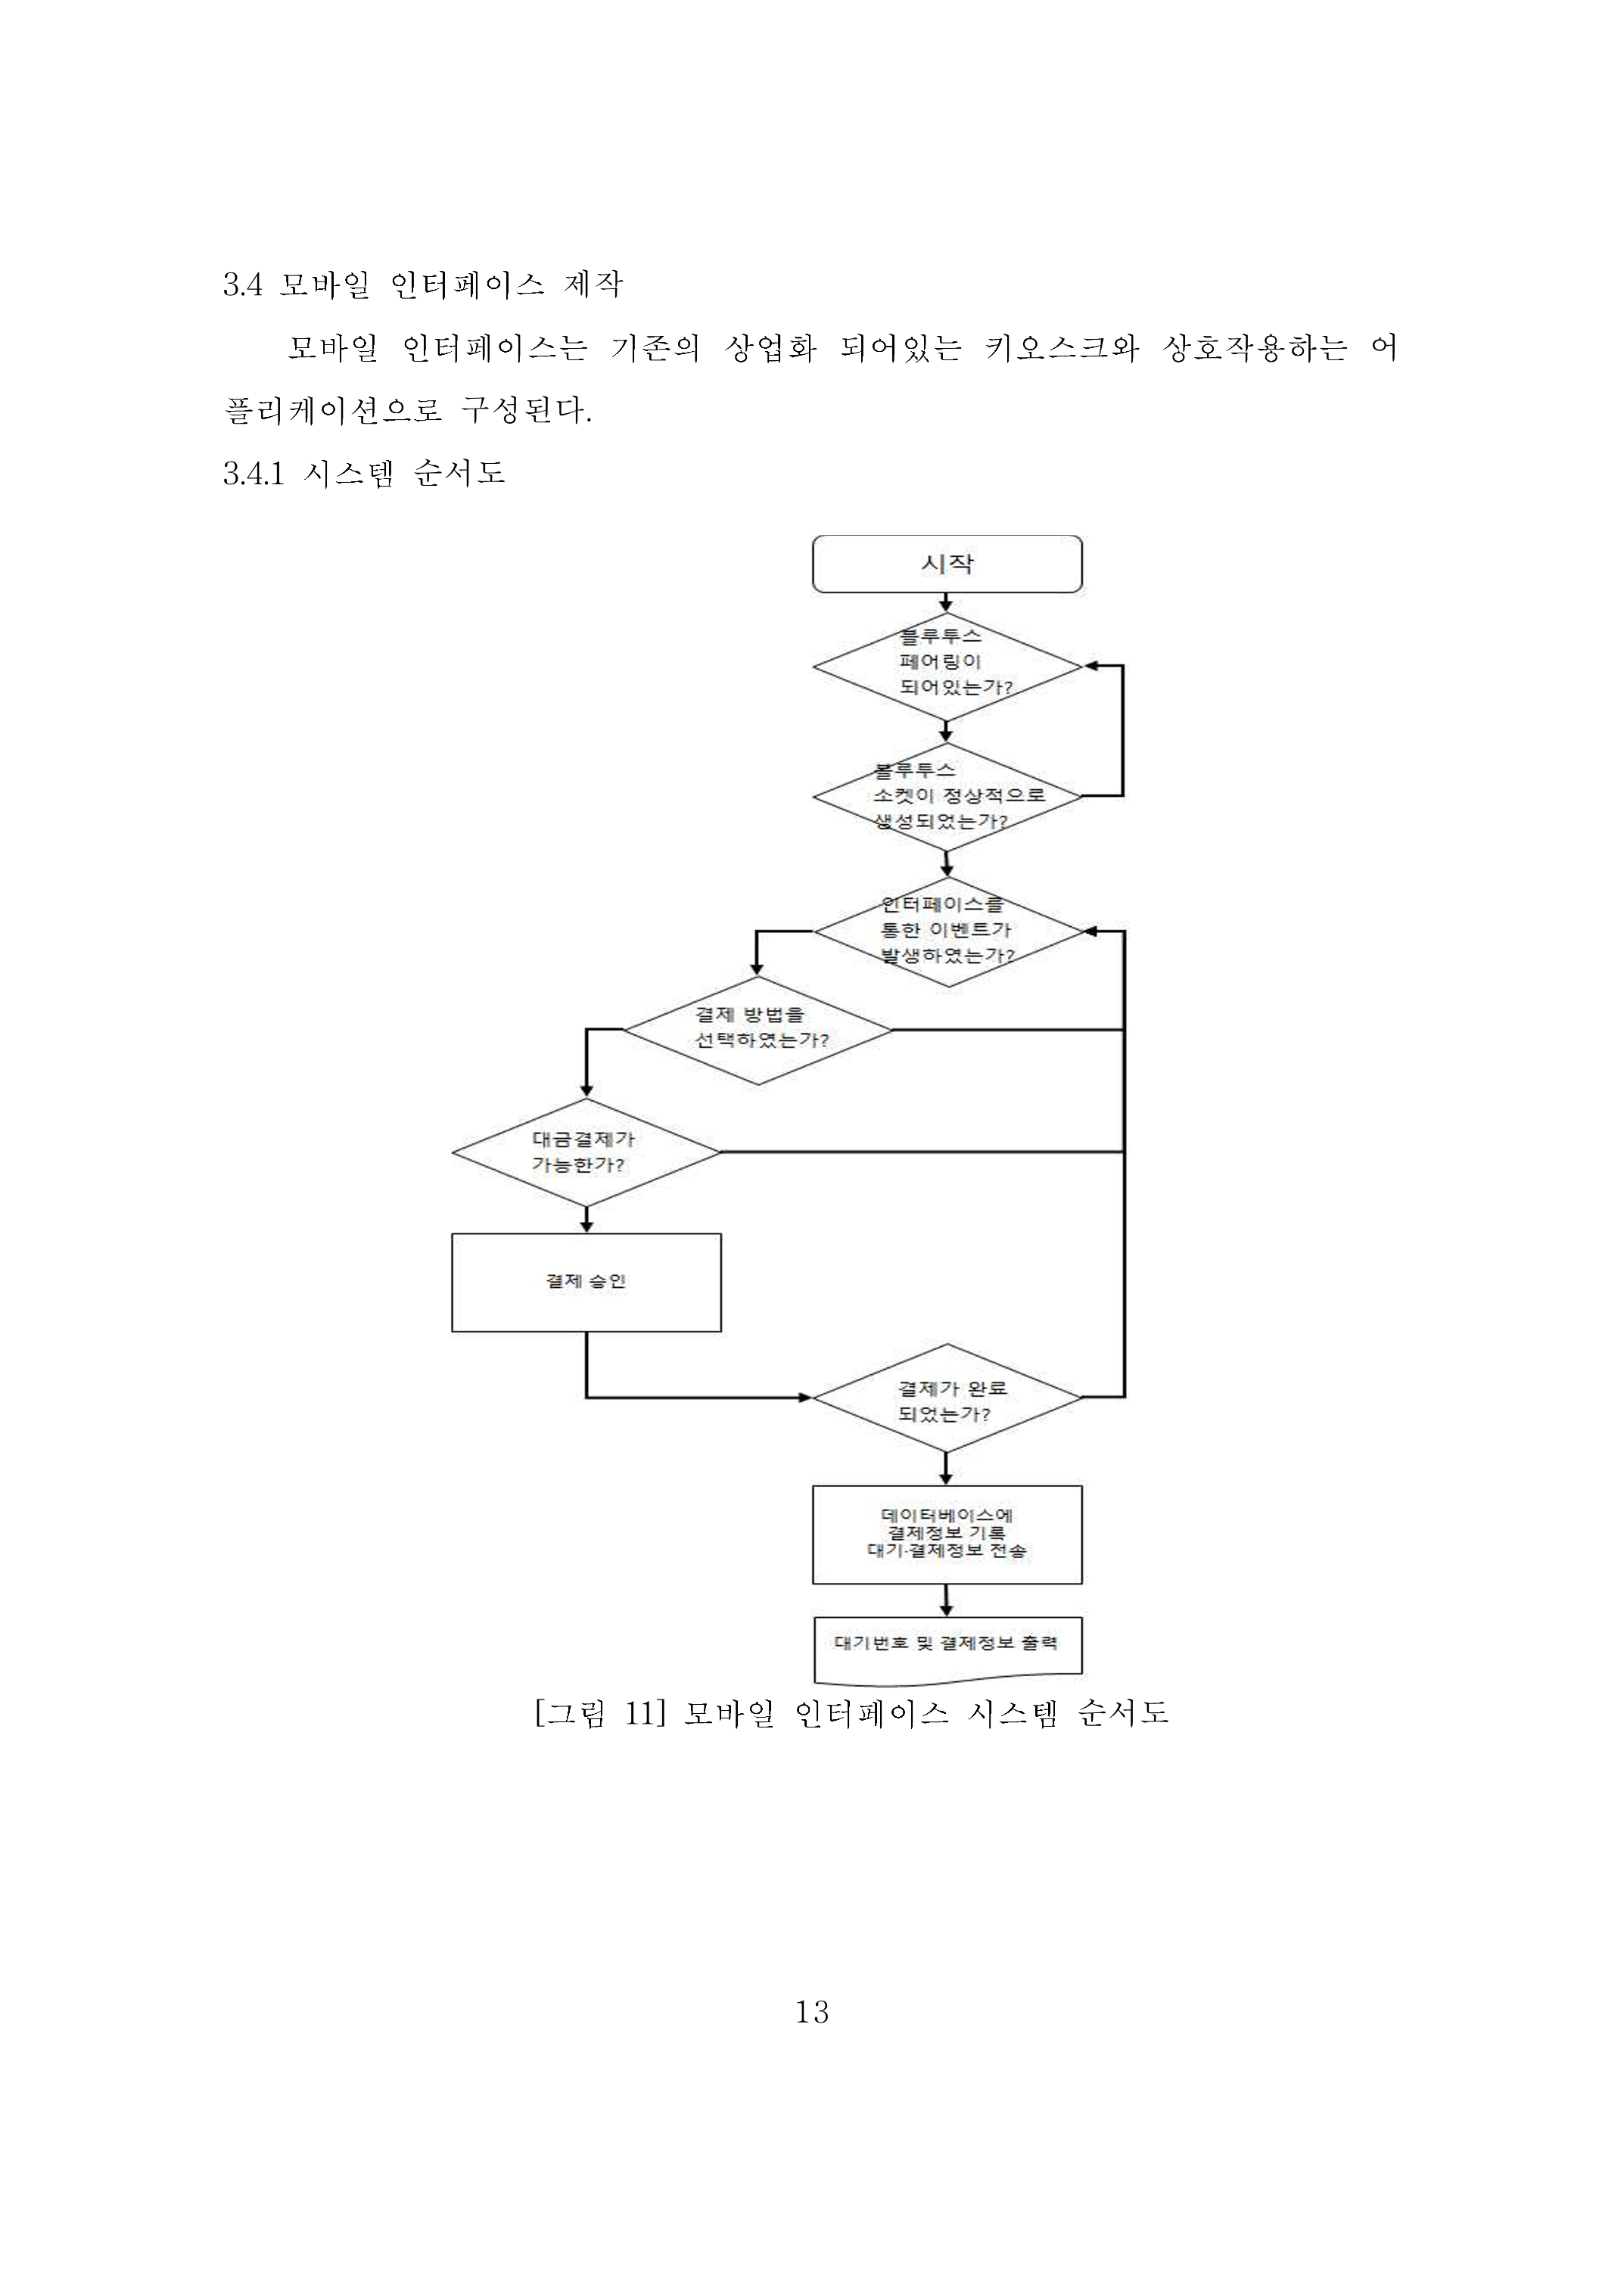 3.4 모바일 인터페이스 제작
모바일 인터페이스는 기존의 상업화 되어있는 키오스크와 상호작용하는 어
플리케이션으로 구성된다.
3.4.1 시스템 순서도
시작
블루투스
페어링이
되어있는가?
블루투스
소켓이 정상적으로
생성되었는가?
인터페이스를
통한 이벤트가
발생하였는가?
결제 방법을
선택하였는가?
대금결제가
가능한가?
결제 승인
결제가 완료
되었는가?
데이터베이스에
결제정보 기록
대기·결제정보 전송
대기번호 및 결제정보 출력
[그림 11] 모바일 인터페이스 시스템 순서도
13